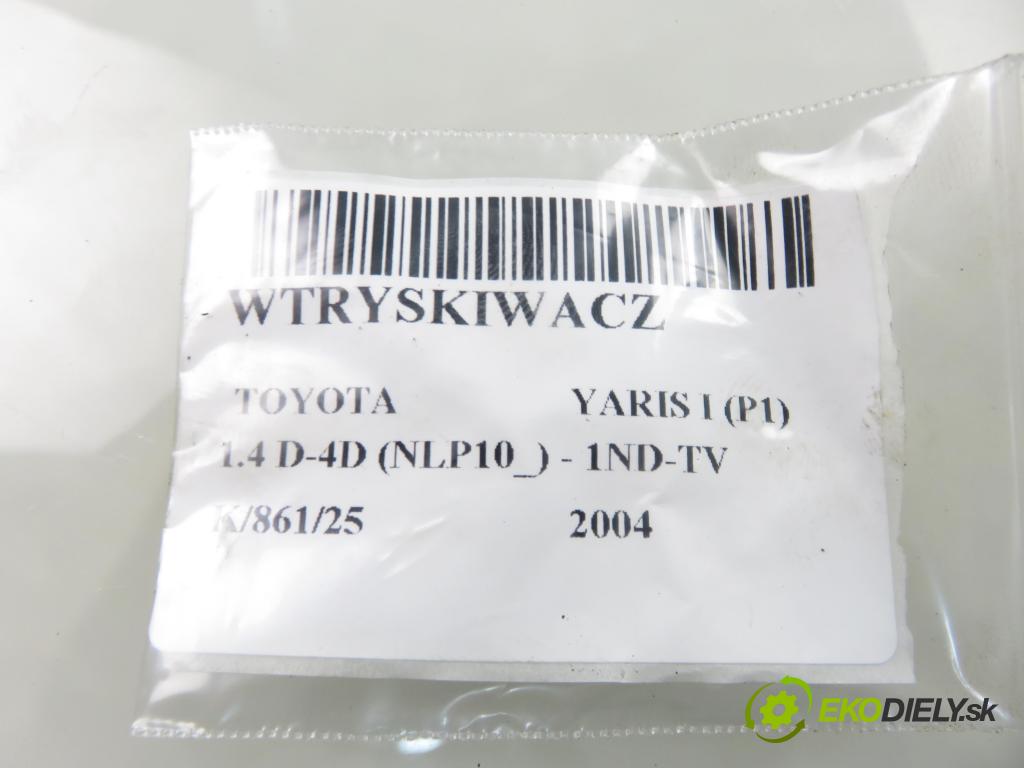 WTRYSKIWACZ
TOYOTA YARIS I (P1)
1.4 D-4D (NLP10_) - 1ND-TV
K/861/25 2004
EKODIELY.sk